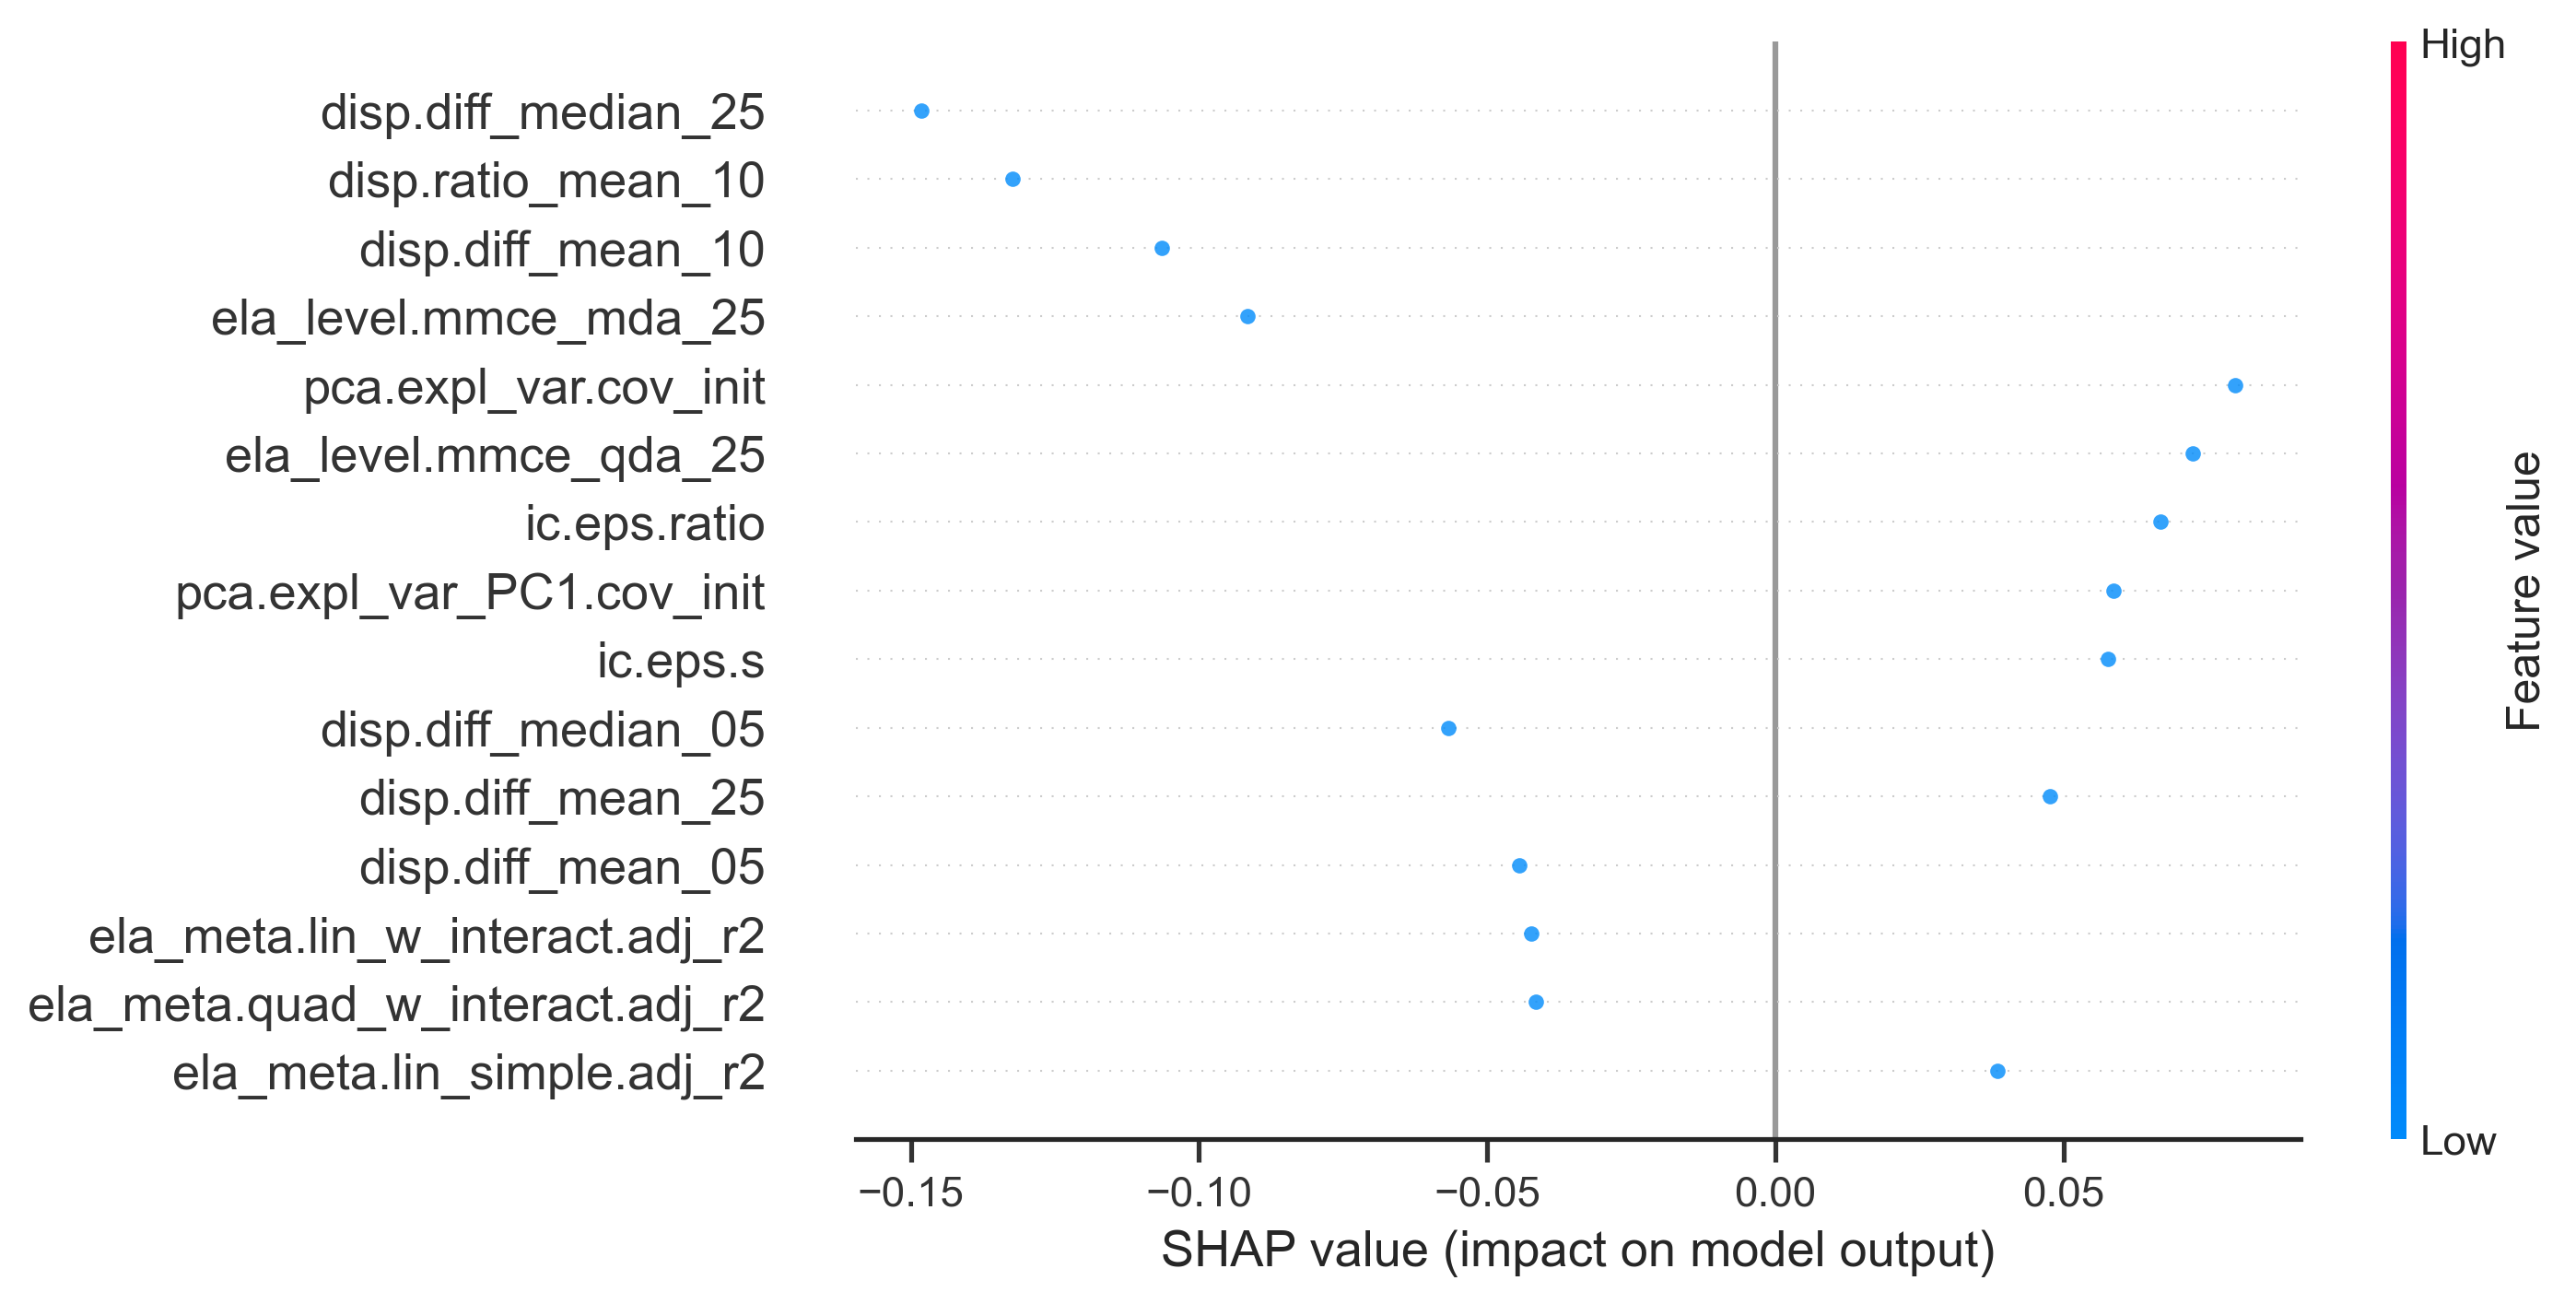 High
disp.diff_median_25
disp.ratio_mean_10
disp.diff_mean_10
ela_level.mmce_mda_25
pca.expl_var.cov_init
ela_level.mmce_qda_25
ic.eps.ratio
pca.expl_var_PC1.cov_init
ic.eps.s
disp.diff_median_05
disp.diff_mean_25
disp.diff_mean_05
ela_meta.lin_w_interact.adj_r2
ela_meta.quad_w_interact.adj_r2
ela_meta.lin_simple.adj_r2
Feature value
Low
−0.15 −0.10 −0.05 0.00 0.05
SHAP value (impact on model output)